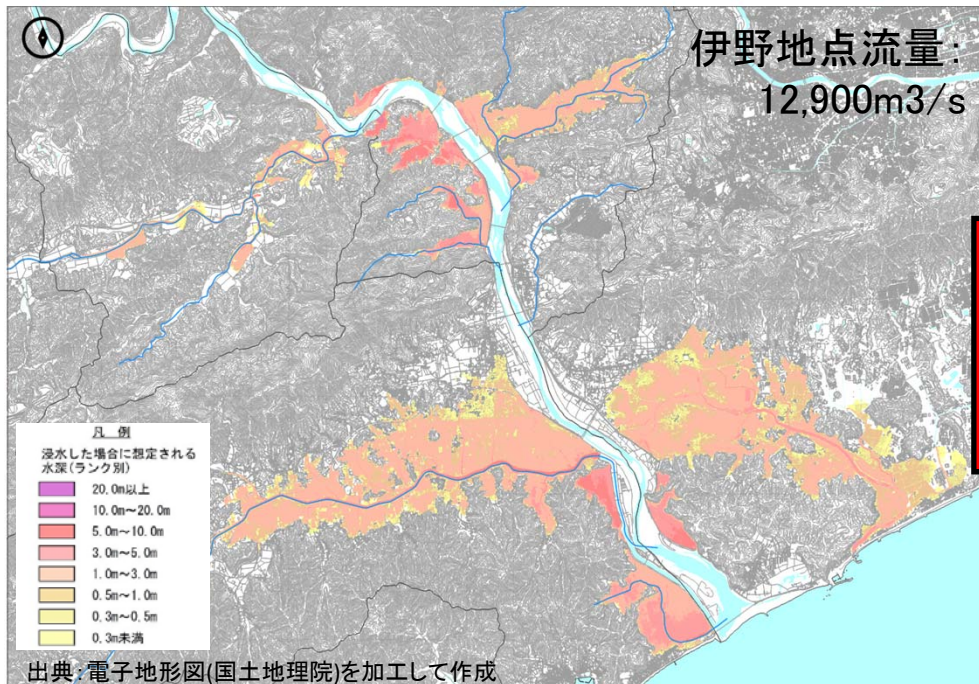 伊野地点流量:
12,900m3/s
凡 例
浸水した場合に想定される
水深(ランク別)
20.0m以上
10.0m～20.0m
5.0m～10.0m
3.0m～5.0m
1.0m～3.0m
0.5m～1.0m
0.3m～0.5m
0.3m未満
出典:電子地形図(国土地理院)を加工して作成